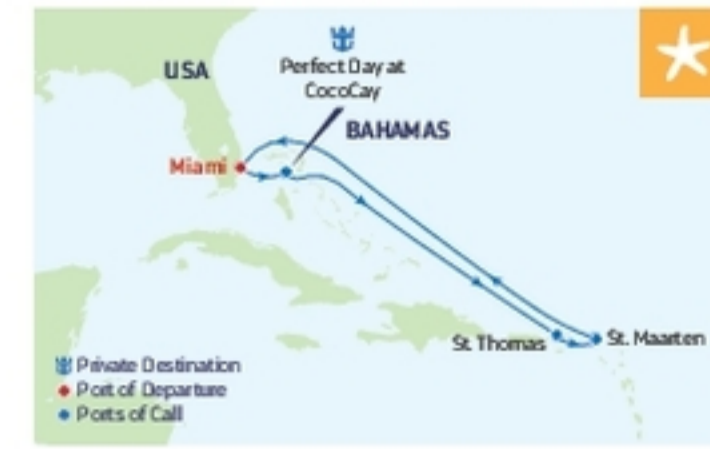 USA
Perfect Day at
CocoCay
BAHAMAS
Miami
St. Thomas
St. Maarten
Private Destination
Port of Departure
Ports of Call